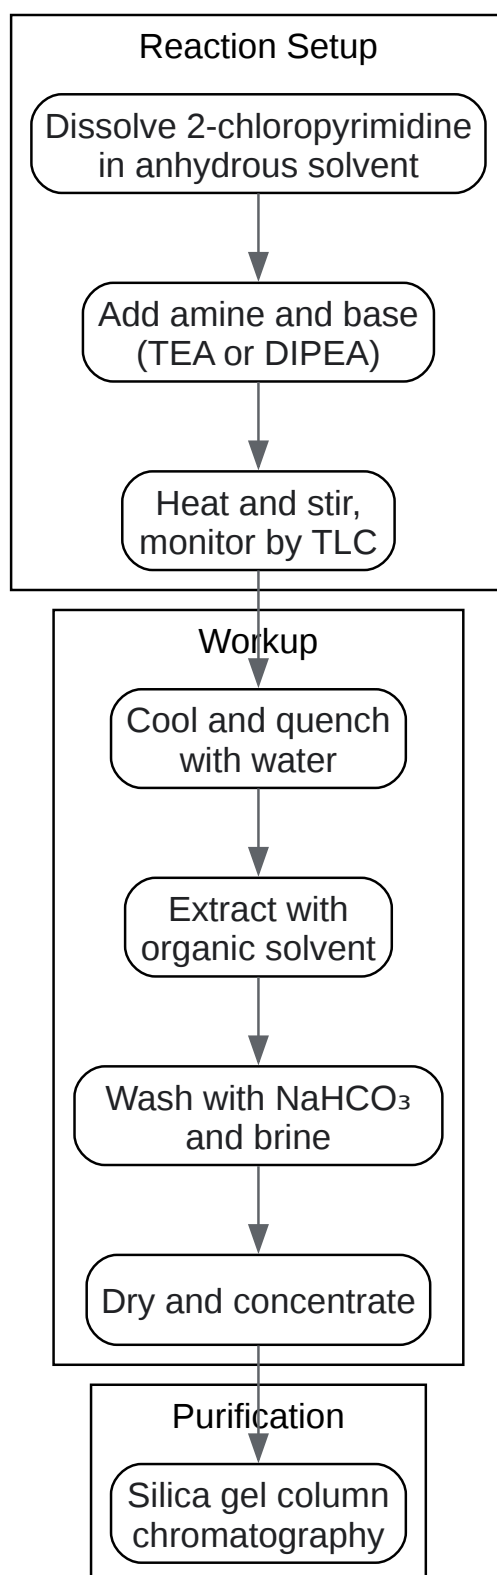 Reaction Setup
Dissolve 2-chloropyrimidine
in anhydrous solvent
Add amine and base
(TEA or DIPEA)
Heat and stir,
monitor by TLC
Workup
Cool and quench
with water
Extract with
organic solvent
Wash with NaHCO₃
and brine
Dry and concentrate
Purification
Silica gel column
chromatography